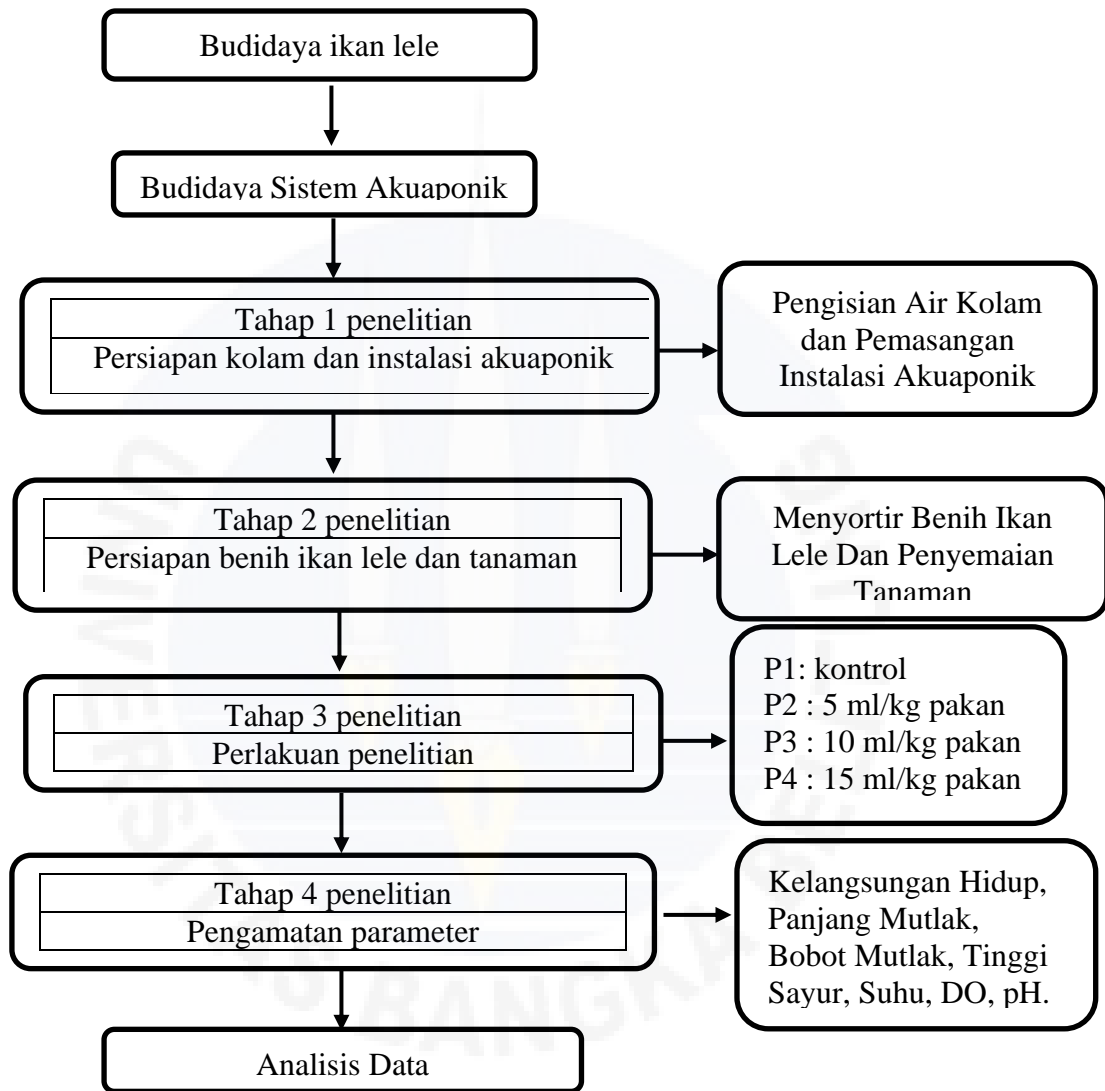 Budidaya ikan lele
Budidaya Sistem Akuaponik
Tahap 1 penelitian
Persiapan kolam dan instalasi akuaponik
Pengisian Air Kolam
dan Pemasangan
Instalasi Akuaponik
Tahap 2 penelitian
Persiapan benih ikan lele dan tanaman
Menyortir Benih Ikan
Lele Dan Penyemaian
Tanaman
Tahap 3 penelitian
Perlakuan penelitian
P1: kontrol
P2 : 5 ml/kg pakan
P3 : 10 ml/kg pakan
P4 : 15 ml/kg pakan
Tahap 4 penelitian
Pengamatan parameter
Kelangsungan Hidup,
Panjang Mutlak,
Bobot Mutlak, Tinggi
Sayur, Suhu, DO, pH.
Analisis Data
UNIVERSITAS BANGKA BELITUNG